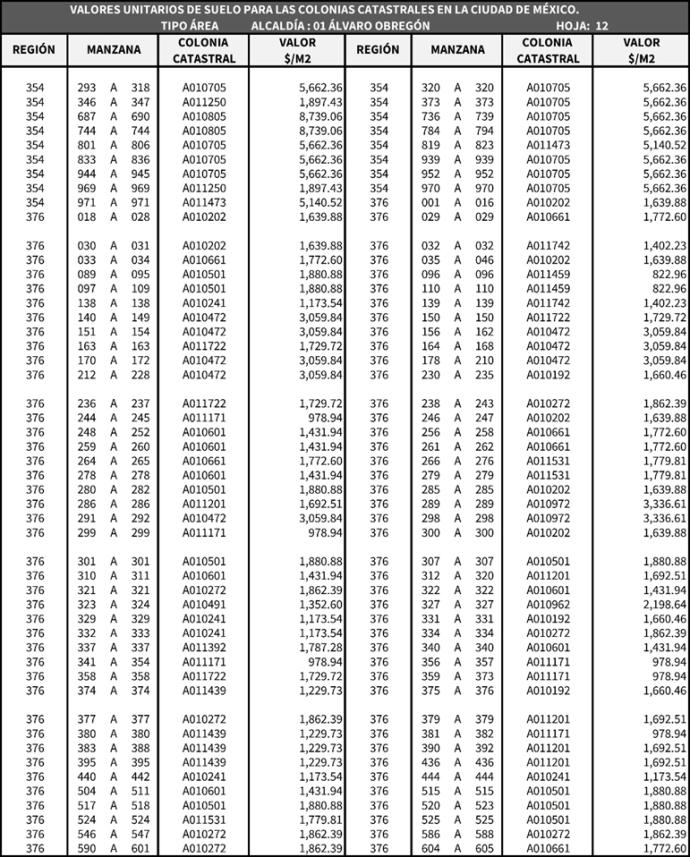 VALORES UNITARIOS DE SUELO PARA LAS COLONIAS CATASTRALES EN LA CIUDAD DE MÉXICO.
TIPO ÁREA ALCALDÍA : 01 ÁLVARO OBREGÓN HOJA: 12
REGIÓN MANZANA COLONIA CATASTRAL VALOR $/M2 REGIÓN MANZANA COLONIA CATASTRAL VALOR $/M2
354 293 A 318 A010705 5,662.36 354 320 A 320 A010705 5,662.36
354 346 A 347 A011250 1,897.43 354 373 A 373 A010705 5,662.36
354 687 A 690 A010805 8,739.06 354 736 A 739 A010705 5,662.36
354 744 A 744 A010805 8,739.06 354 784 A 794 A010705 5,662.36
354 801 A 806 A010705 5,662.36 354 819 A 823 A011473 5,140.52
354 833 A 836 A010705 5,662.36 354 939 A 939 A010705 5,662.36
354 944 A 945 A010705 5,662.36 354 952 A 952 A010705 5,662.36
354 969 A 969 A011250 1,897.43 354 970 A 970 A010705 5,662.36
354 971 A 971 A011473 5,140.52 376 001 A 016 A010202 1,639.88
376 018 A 028 A010202 1,639.88 376 029 A 029 A010661 1,772.60
376 030 A 031 A010202 1,639.88 376 032 A 032 A011742 1,402.23
376 033 A 034 A010661 1,772.60 376 035 A 046 A010202 1,639.88
376 089 A 095 A010501 1,880.88 376 096 A 096 A011459 822.96
376 097 A 109 A010501 1,880.88 376 110 A 110 A011459 822.96
376 138 A 138 A010241 1,173.54 376 139 A 139 A011742 1,402.23
376 140 A 149 A010472 3,059.84 376 150 A 150 A011722 1,729.72
376 151 A 154 A010472 3,059.84 376 156 A 162 A010472 3,059.84
376 163 A 163 A011722 1,729.72 376 164 A 168 A010472 3,059.84
376 170 A 172 A010472 3,059.84 376 178 A 210 A010472 3,059.84
376 212 A 228 A010472 3,059.84 376 230 A 235 A010192 1,660.46
376 236 A 237 A011722 1,729.72 376 238 A 243 A010272 1,862.39
376 244 A 245 A011171 978.94 376 246 A 247 A010202 1,639.88
376 248 A 252 A010601 1,431.94 376 256 A 258 A010661 1,772.60
376 259 A 260 A010601 1,431.94 376 261 A 262 A010661 1,772.60
376 264 A 265 A010661 1,772.60 376 266 A 276 A011531 1,779.81
376 278 A 278 A010601 1,431.94 376 279 A 279 A011531 1,779.81
376 280 A 282 A010501 1,880.88 376 285 A 285 A010202 1,639.88
376 286 A 286 A011201 1,692.51 376 289 A 289 A010972 3,336.61
376 291 A 292 A010472 3,059.84 376 298 A 298 A010972 3,336.61
376 299 A 299 A011171 978.94 376 300 A 300 A010202 1,639.88
376 301 A 301 A010501 1,880.88 376 307 A 307 A010501 1,880.88
376 310 A 311 A010601 1,431.94 376 312 A 320 A011201 1,692.51
376 321 A 321 A010272 1,862.39 376 322 A 322 A010601 1,431.94
376 323 A 324 A010491 1,352.60 376 327 A 327 A010962 2,198.64
376 329 A 329 A010241 1,173.54 376 331 A 331 A010192 1,660.46
376 332 A 333 A010241 1,173.54 376 334 A 334 A010272 1,862.39
376 337 A 337 A011392 1,787.28 376 340 A 340 A010601 1,431.94
376 341 A 354 A011171 978.94 376 356 A 357 A011171 978.94
376 358 A 358 A011722 1,729.72 376 359 A 373 A011171 978.94
376 374 A 374 A011439 1,229.73 376 375 A 376 A010192 1,660.46
376 377 A 377 A010272 1,862.39 376 379 A 379 A011201 1,692.51
376 380 A 380 A011439 1,229.73 376 381 A 382 A011171 978.94
376 383 A 388 A011439 1,229.73 376 390 A 392 A011201 1,692.51
376 395 A 395 A011439 1,229.73 376 436 A 436 A011201 1,692.51
376 440 A 442 A010241 1,173.54 376 444 A 444 A010241 1,173.54
376 504 A 511 A010601 1,431.94 376 515 A 515 A010501 1,880.88
376 517 A 518 A010501 1,880.88 376 520 A 523 A010501 1,880.88
376 524 A 524 A011531 1,779.81 376 525 A 525 A010501 1,880.88
376 546 A 547 A010272 1,862.39 376 586 A 588 A010272 1,862.39
376 590 A 601 A010272 1,862.39 376 604 A 605 A010661 1,772.60